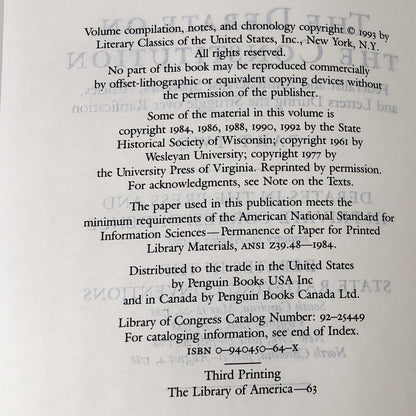 Volume compilation, notes, and chronology copyright © 1993 by
Literary Classics of the United States, Inc., New York, N.Y.
All rights reserved.
No part of this book may be reproduced commercially
by offset-lithographic or equivalent copying devices without
the permission of the publisher.
Some of the material in this volume is
copyright 1984, 1986, 1988, 1990, 1992 by the State
Historical Society of Wisconsin; copyright 1961 by
Wesleyan University; copyright 1977 by
the University Press of Virginia. Reprinted by permission.
For acknowledgments, see Note on the Texts.
The paper used in this publication meets the
minimum requirements of the American National Standard for
Information Sciences—Permanence of Paper for Printed
Library Materials, ANSI Z39.48–1984.
Distributed to the trade in the United States
by Penguin Books USA Inc
and in Canada by Penguin Books Canada Ltd.
Library of Congress Catalog Number: 92–25449
For cataloging information, see end of Index.
ISBN 0–940450–64–X
Third Printing
The Library of America—63